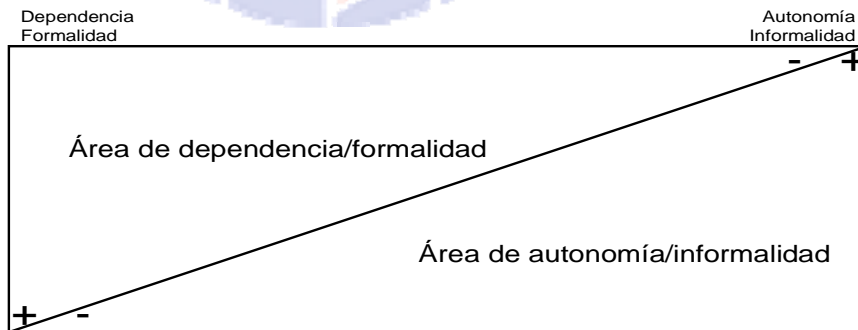 Dependencia
Formalidad
Autonomía
Informalidad
- +
Área de dependencia/formalidad
Área de autonomía/informalidad
+ -